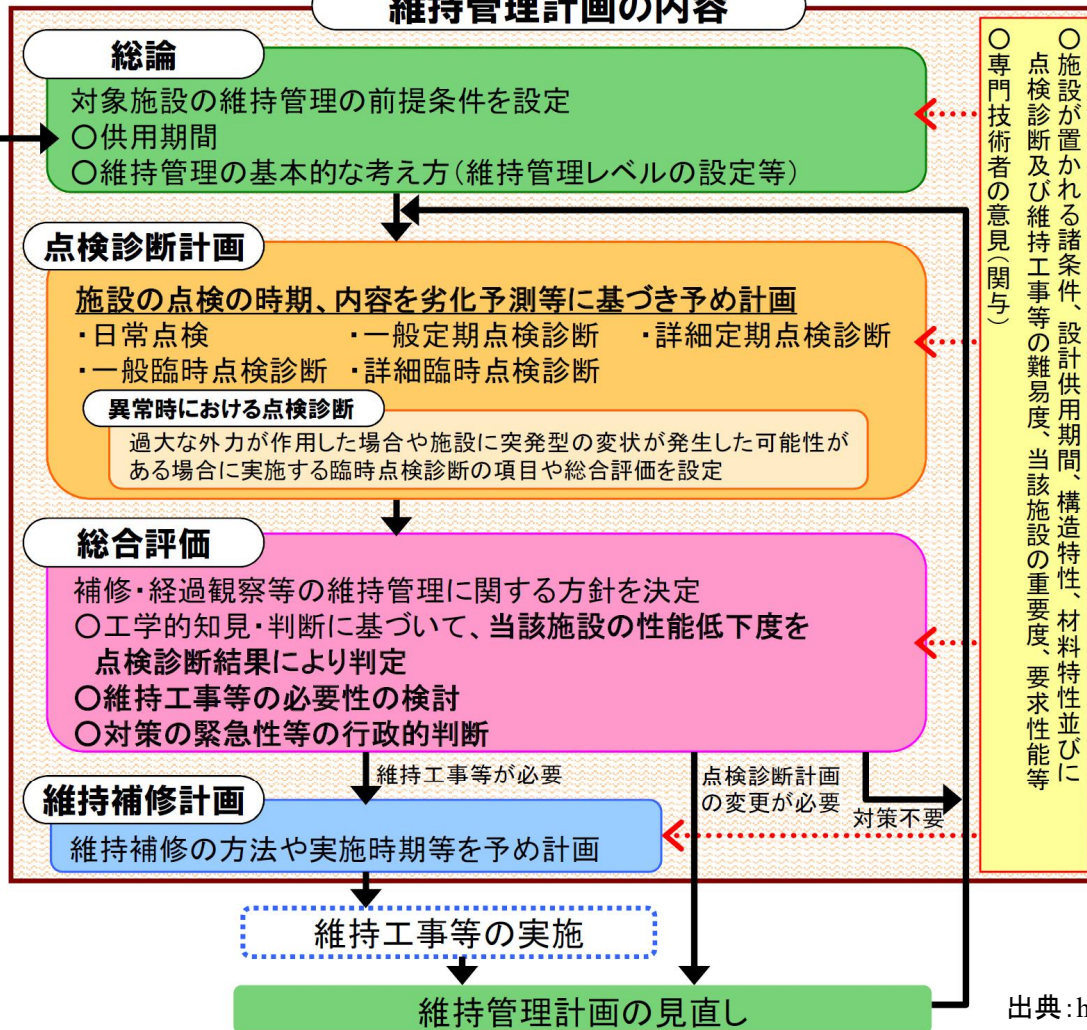 維持管理計画の内容
総論
対象施設の維持管理の前提条件を設定
〇供用期間
〇維持管理の基本的な考え方(維持管理レベルの設定等)
点検診断計画
施設の点検の時期、内容を劣化予測等に基づき予め計画
・日常点検 ・一般定期点検診断 ・詳細定期点検診断
・一般臨時点検診断 ・詳細臨時点検診断
異常時における点検診断
過大な外力が作用した場合や施設に突発型の変状が発生した可能性が
ある場合に実施する臨時点検診断の項目や総合評価を設定
総合評価
補修・経過観察等の維持管理に関する方針を決定
〇工学的知見・判断に基づいて、当該施設の性能低下度を
点検診断結果により判定
〇維持工事等の必要性の検討
〇対策の緊急性等の行政的判断
維持工事等が必要
点検診断計画
の変更が必要
対策不要
維持補修計画
維持補修の方法や実施時期等を予め計画
維持工事等の実施
維持管理計画の見直し
〇施設が置かれる諸条件、設計供用期間、構造特性、材料特性並びに
点検診断及び維持工事等の難易度、当該施設の重要度、要求性能等
〇専門技術者の意見(関与)
出典:h